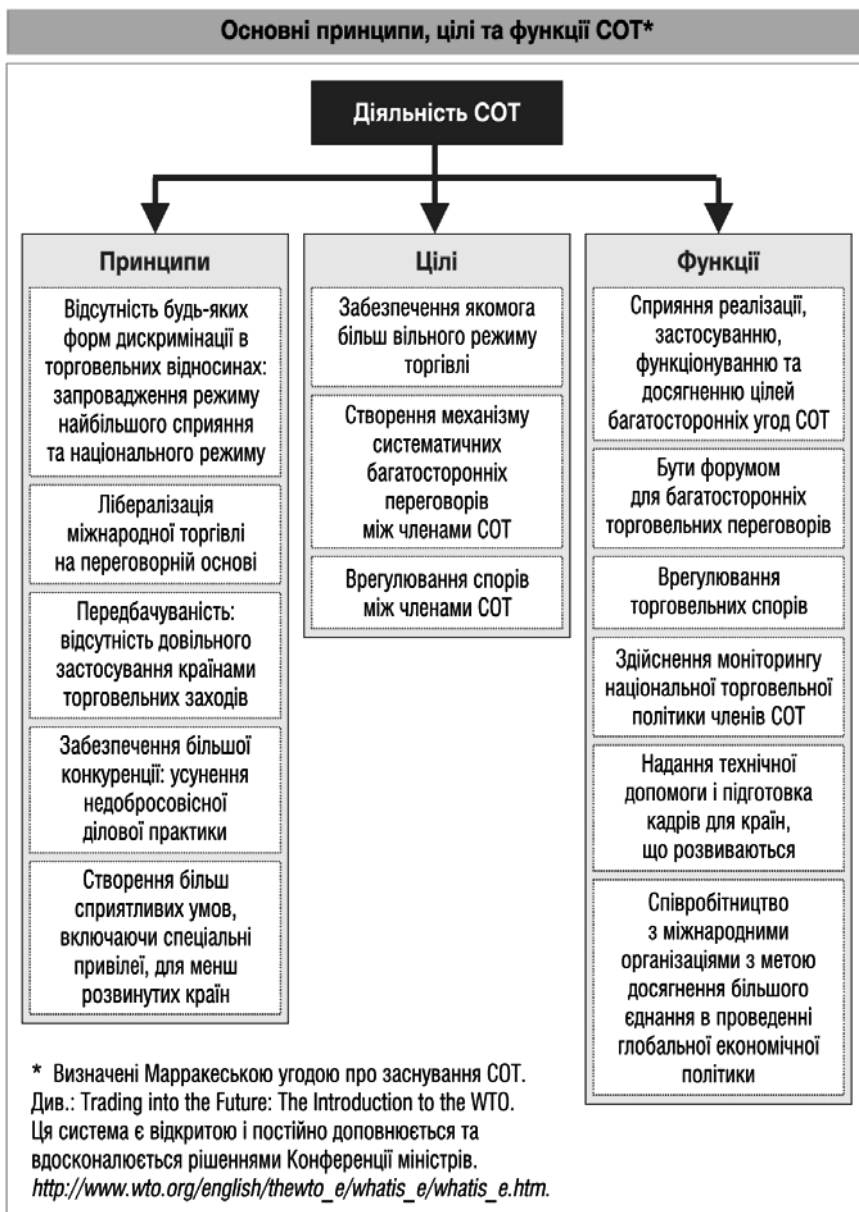 Основні принципи, цілі та функції СОТ*
Діяльність СОТ
Принципи
Відсутність будь-яких
форм дискримінації в
торговельних відносинах:
запровадження режиму
найбільшого сприяння
та національного режиму
Лібералізація
міжнародної торгівлі
на переговорній основі
Передбачуваність:
відсутність довільного
застосування країнами
торговельних заходів
Забезпечення більшої
конкуренції: усунення
недобросовісної
ділової практики
Створення більш
сприятливих умов,
включаючи спеціальні
привілеї, для менш
розвинутих країн
Цілі
Забезпечення якомога
більш вільного режиму
торгівлі
Створення механізму
систематичних
багатосторонніх
переговорів
між членами СОТ
Врегулювання спорів
між членами СОТ
Функції
Сприяння реалізації,
застосуванню,
функціонуванню та
досягненню цілей
багатосторонніх угод СОТ
Бути форумом
для багатосторонніх
торговельних переговорів
Врегулювання
торговельних спорів
Здійснення моніторингу
національної торговельної
політики членів СОТ
Надання технічної
допомоги і підготовка
кадрів для країн,
що розвиваються
Співробітництво
з міжнародними
організаціями з метою
досягнення більшого
єднання в проведенні
глобальної економічної
політики
* Визначені Марракеською угодою про заснування СОТ.
Див.: Trading into the Future: The Introduction to the WTO.
Ця система є відкритою і постійно доповнюється та
вдосконалюється рішеннями Конференції міністрів.
http://www.wto.org/english/thewto_e/whatis_e/whatis_e.htm.